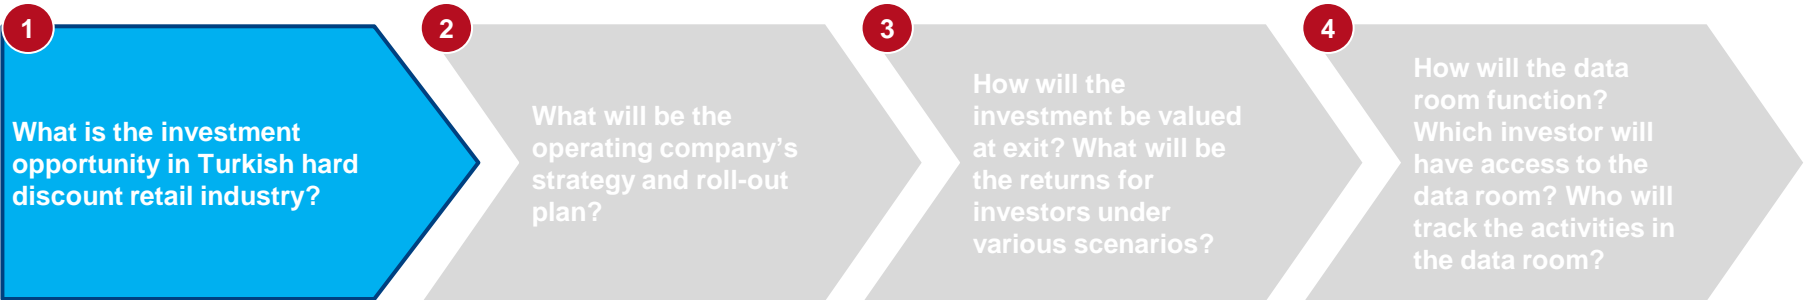 1
What is the investment
opportunity in Turkish hard
discount retail industry?
2
What will be the
operating company’s
strategy and roll-out
plan?
3
How will the
investment be valued
at exit? What will be
the returns for
investors under
various scenarios?
4
How will the data
room function?
Which investor will
have access to the
data room? Who will
track the activities in
the data room?